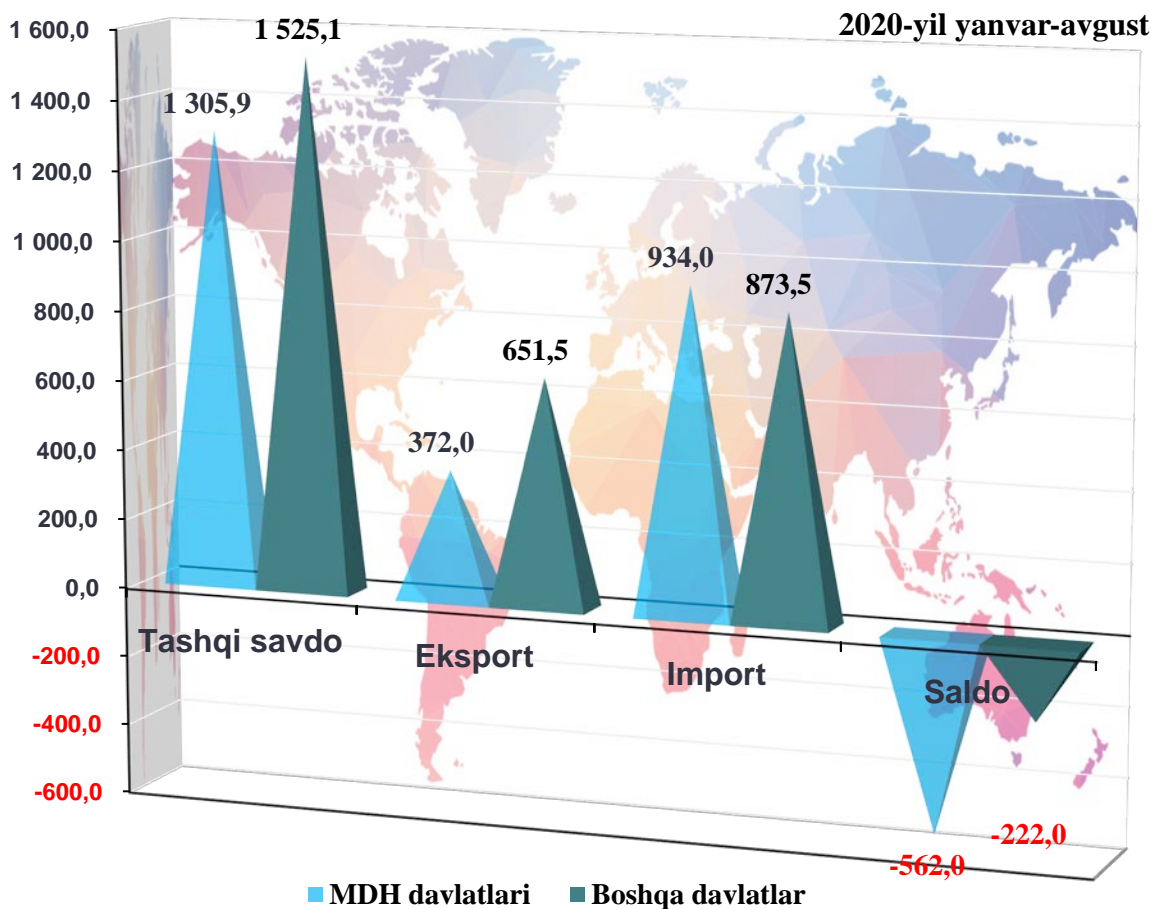 2020-yil yanvar-avgust
1 600,0
1 400,0
1 200,0
1 000,0
800,0
600,0
400,0
200,0
0,0
-200,0
-400,0
-600,0
1 305,9
1 525,1
372,0
651,5
934,0
873,5
-562,0
-222,0
Tashqi savdo
Eksport
Import
Saldo
MDH davlatlari
Boshqa davlatlar